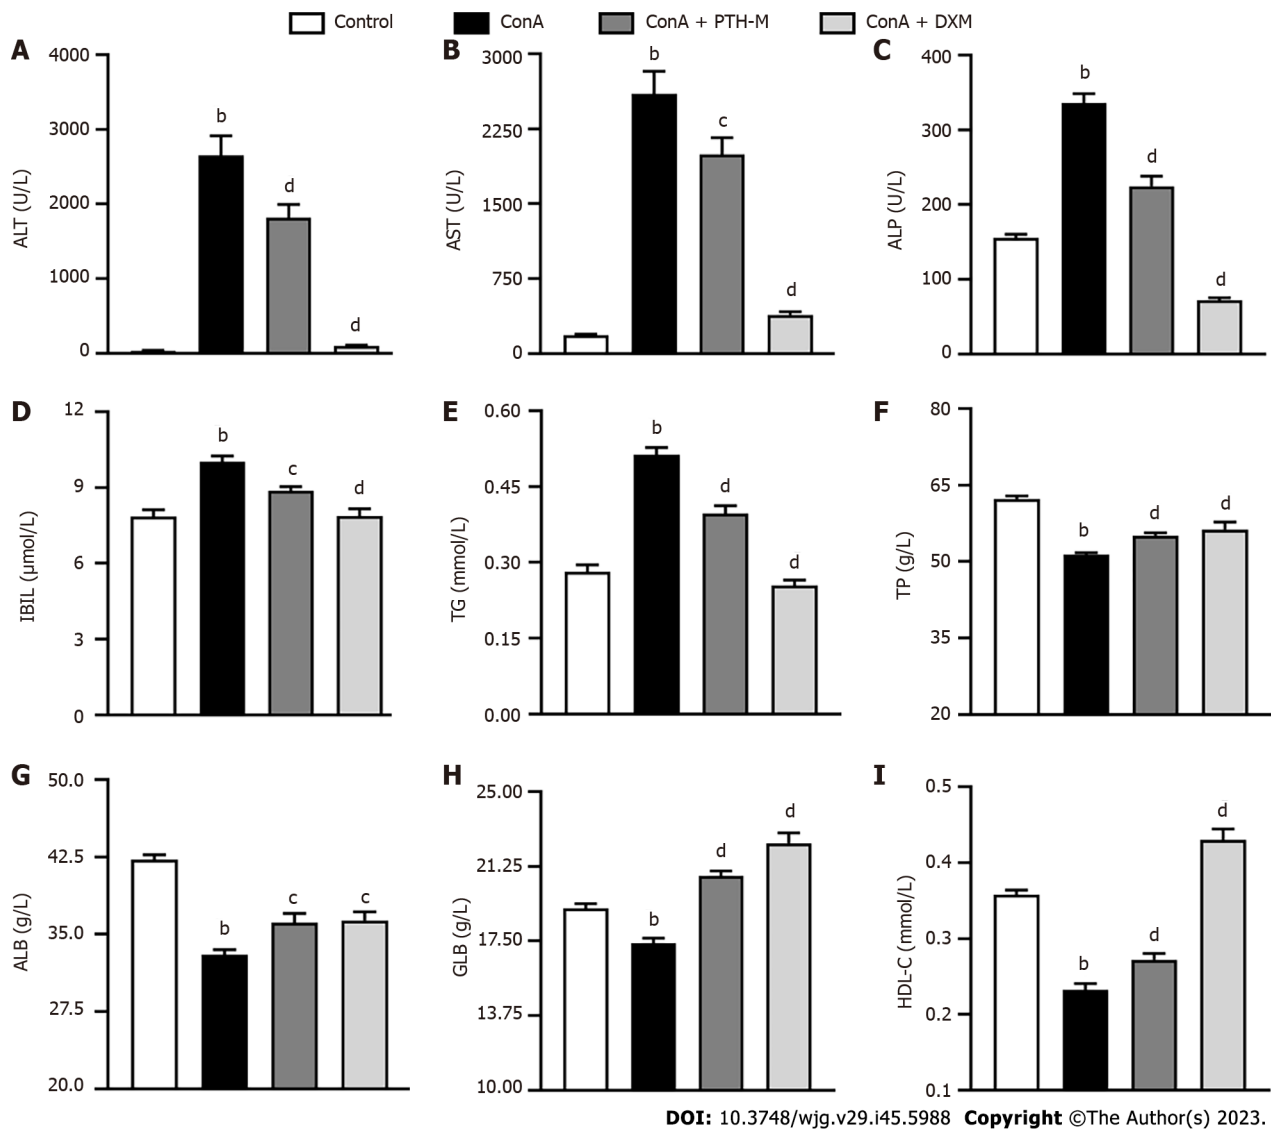 Control ConA ConA + PTH-M ConA + DXM
A
4000
3000
2000
1000
0
ALT (U/L)
b
d
d
B
3000
2250
1500
750
0
AST (U/L)
b
c
d
C
400
300
200
100
0
ALP (U/L)
b
d
d
D
12
9
6
3
0
IBIL (μmol/L)
b
c
d
E
0.60
0.45
0.30
0.15
0.00
TG (mmol/L)
b
d
d
F
80
65
50
35
20
TP (g/L)
b
d
d
G
50.0
42.5
35.0
27.5
20.0
ALB (g/L)
b
c
c
H
25.00
21.25
17.50
13.75
10.00
GLB (g/L)
b
d
d
I
0.5
0.4
0.3
0.2
0.1
HDL-C (mmol/L)
b
d
d
DOI: 10.3748/wjg.v29.i45.5988 Copyright ©The Author(s) 2023.